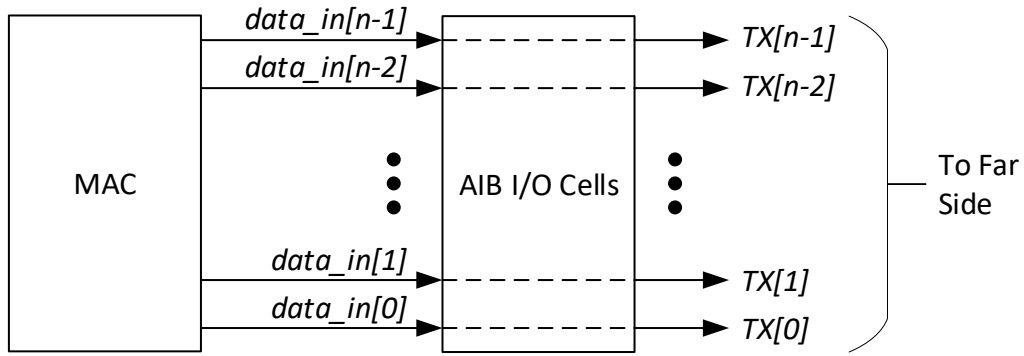 data_in[n-1]
TX[n-1]
data_in[n-2]
TX[n-2]
MAC
AIB I/O Cells
To Far
Side
data_in[1]
TX[1]
data_in[0]
TX[0]